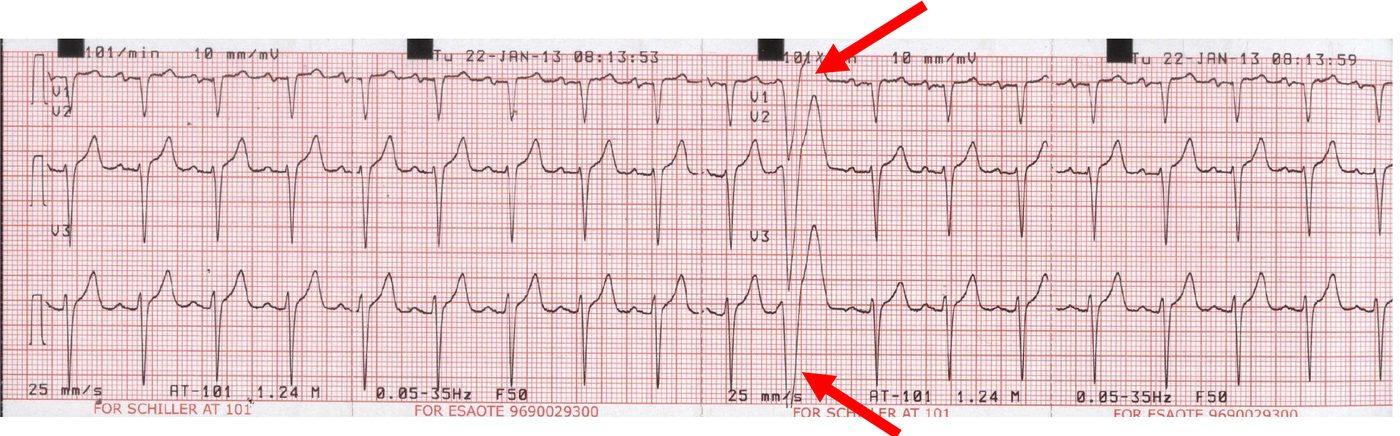 101/min 10 mm/mV Tu 22-JAN-13 08:13:53 10 mm/mV Tu 22-JAN-13 08:13:59
V1 V1
V2 V2
V3 V3
25 mm/s AT-101 1.24 M 0.05-35Hz F50 25 mm/s AT-101 1.24 M 0.05-35Hz F50
FOR SCHILLER AT 101 FOR ESAOTE 9690029300 FOR SCHILLER AT 101 FOR ESAOTE 9690029300